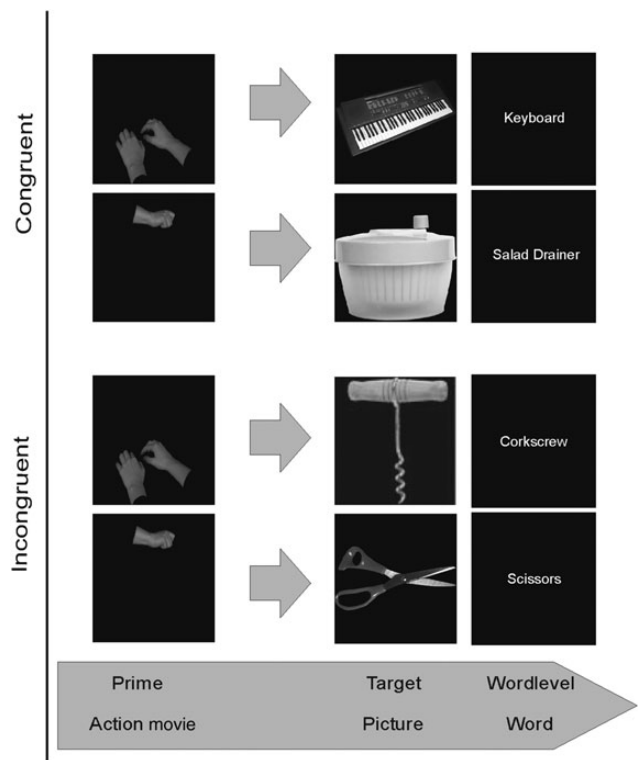 Congruent
Keyboard
Salad Drainer
Incongruent
Corkscrew
Scissors
Prime Target Wordlevel
Action movie Picture Word